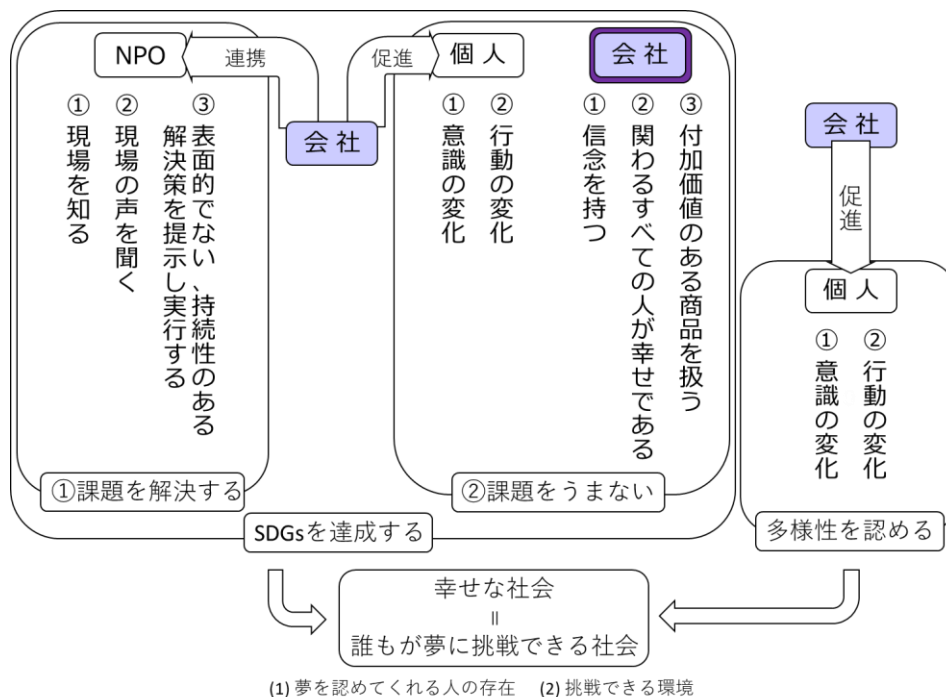 NPO
連携
促進
個人
会社
会社
① 現場を知る
② 現場の声を聞く
③ 表面的でない、持続性のある
解決策を提示し実行する
① 意識の変化
② 行動の変化
① 信念を持つ
② 関わるすべての人が幸せである
③ 付加価値のある商品を扱う
①課題を解決する
②課題をうまない
SDGsを達成する
会社
促進
個人
① 意識の変化
② 行動の変化
多様性を認める
幸せな社会
=
誰もが夢に挑戦できる社会
(1) 夢を認めてくれる人の存在 (2) 挑戦できる環境